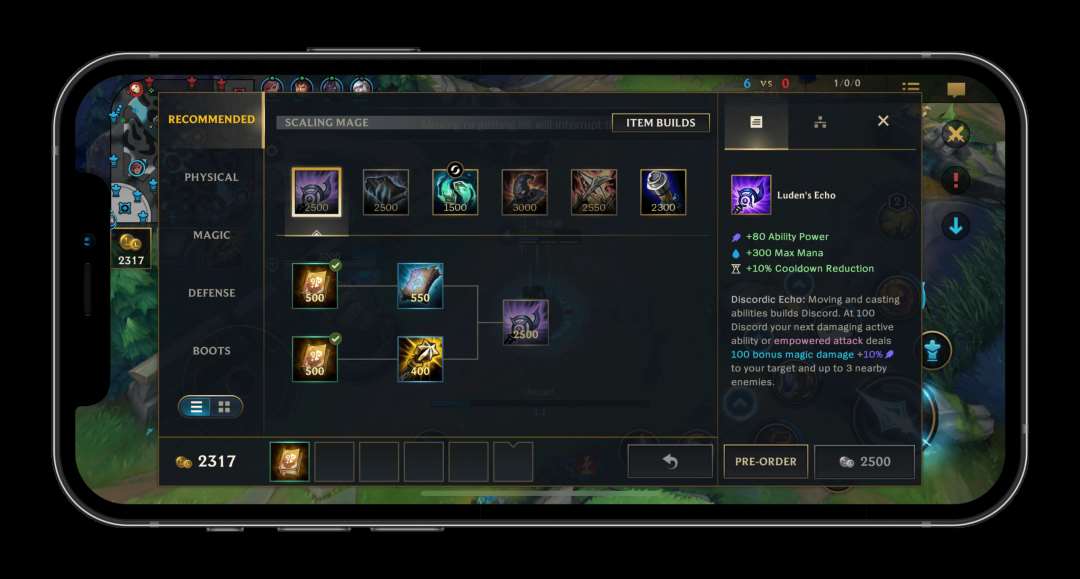 6 vs 0
1/0/0
RECOMMENDED
SCALING MAGE
ITEM BUILDS
PHYSICAL
MAGIC
DEFENSE
BOOTS
2317
2500
2500
1500
3000
2550
2300
500
550
500
400
2500
Luden's Echo
+80 Ability Power
+300 Max Mana
+10% Cooldown Reduction
Discordic Echo: Moving and casting
abilities builds Discord. At 100
Discord your next damaging active
ability or empowered attack deals
100 bonus magic damage +10%
to your target and up to 3 nearby
enemies.
2
2317
PRE-ORDER
2500